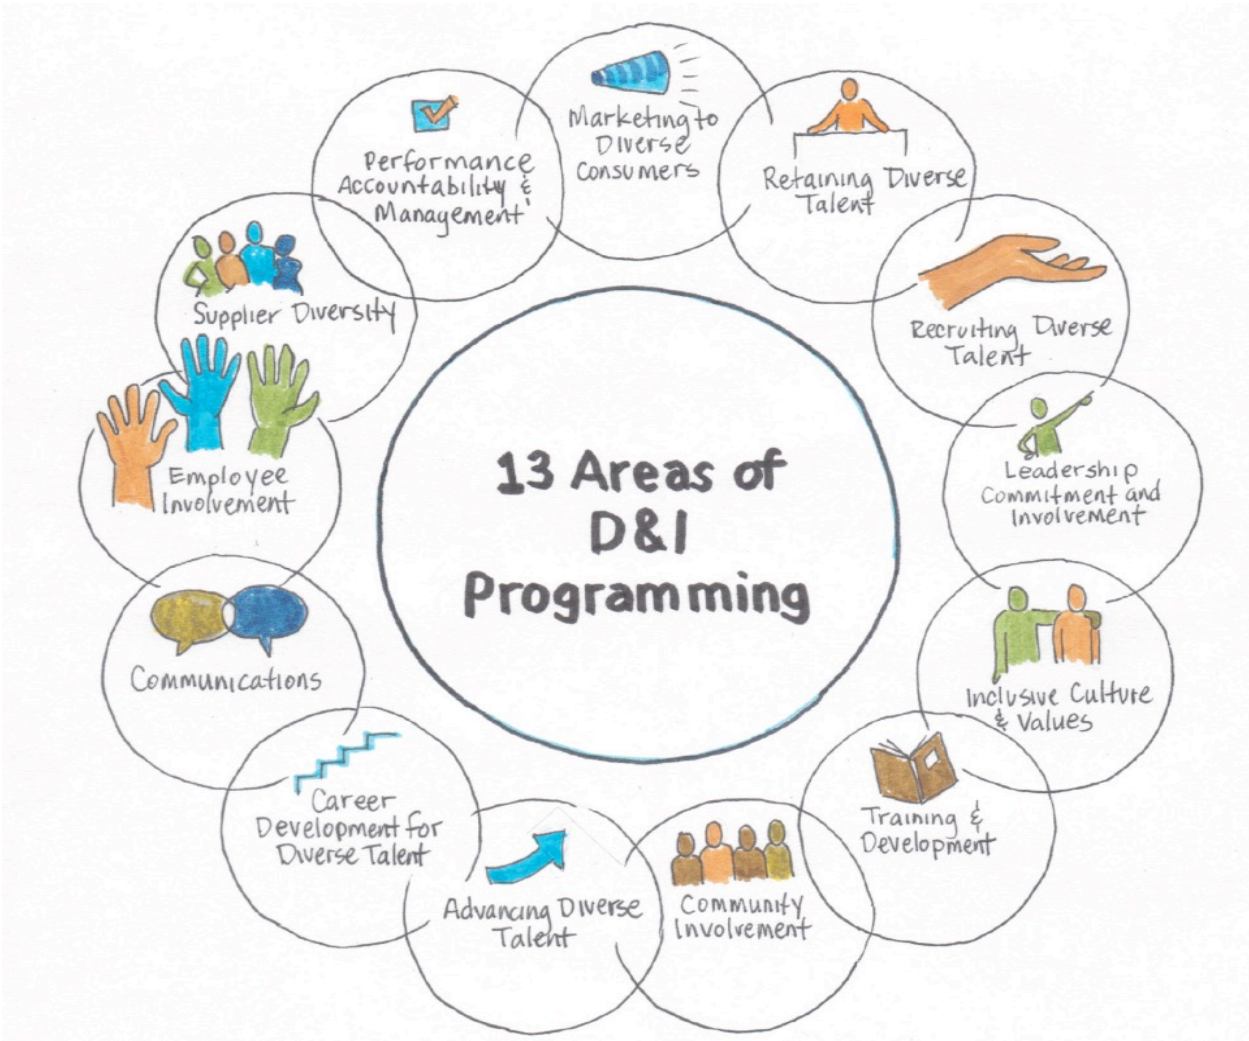 13 Areas of
D&I
Programming
Marketing to
Diverse
Consumers
Retaining Diverse
Talent
Recruiting Diverse
Talent
Leadership
Commitment and
Involvement
Inclusive Culture
& Values
Training &
Development
Community
Involvement
Advancing Diverse
Talent
Career
Development for
Diverse Talent
Communications
Employee
Involvement
Supplier Diversity
Performance
Accountability &
Management